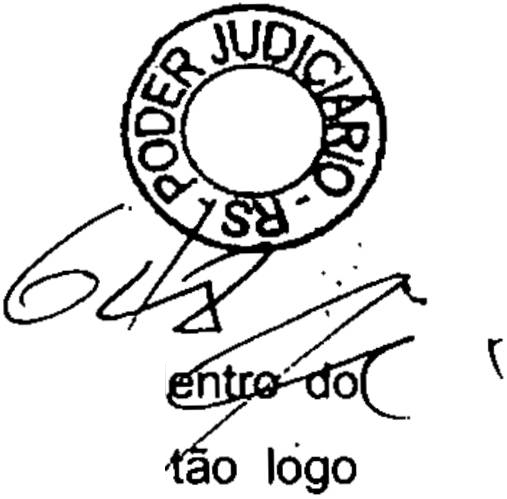 PODER JUDICIÁRIO - RS -
entro do
tão logo